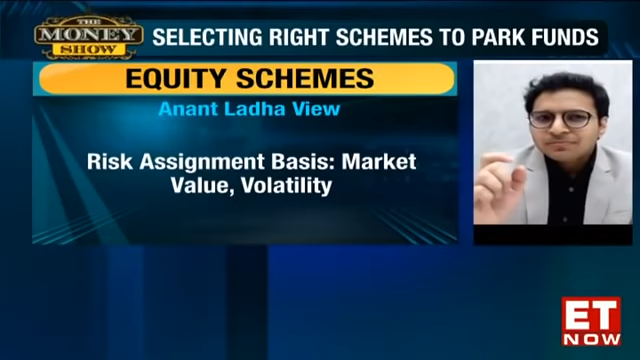 THE
MONEY
SHOW
SELECTING RIGHT SCHEMES TO PARK FUNDS
EQUITY SCHEMES
Anant Ladha View
Risk Assignment Basis: Market
Value, Volatility
ET
NOW